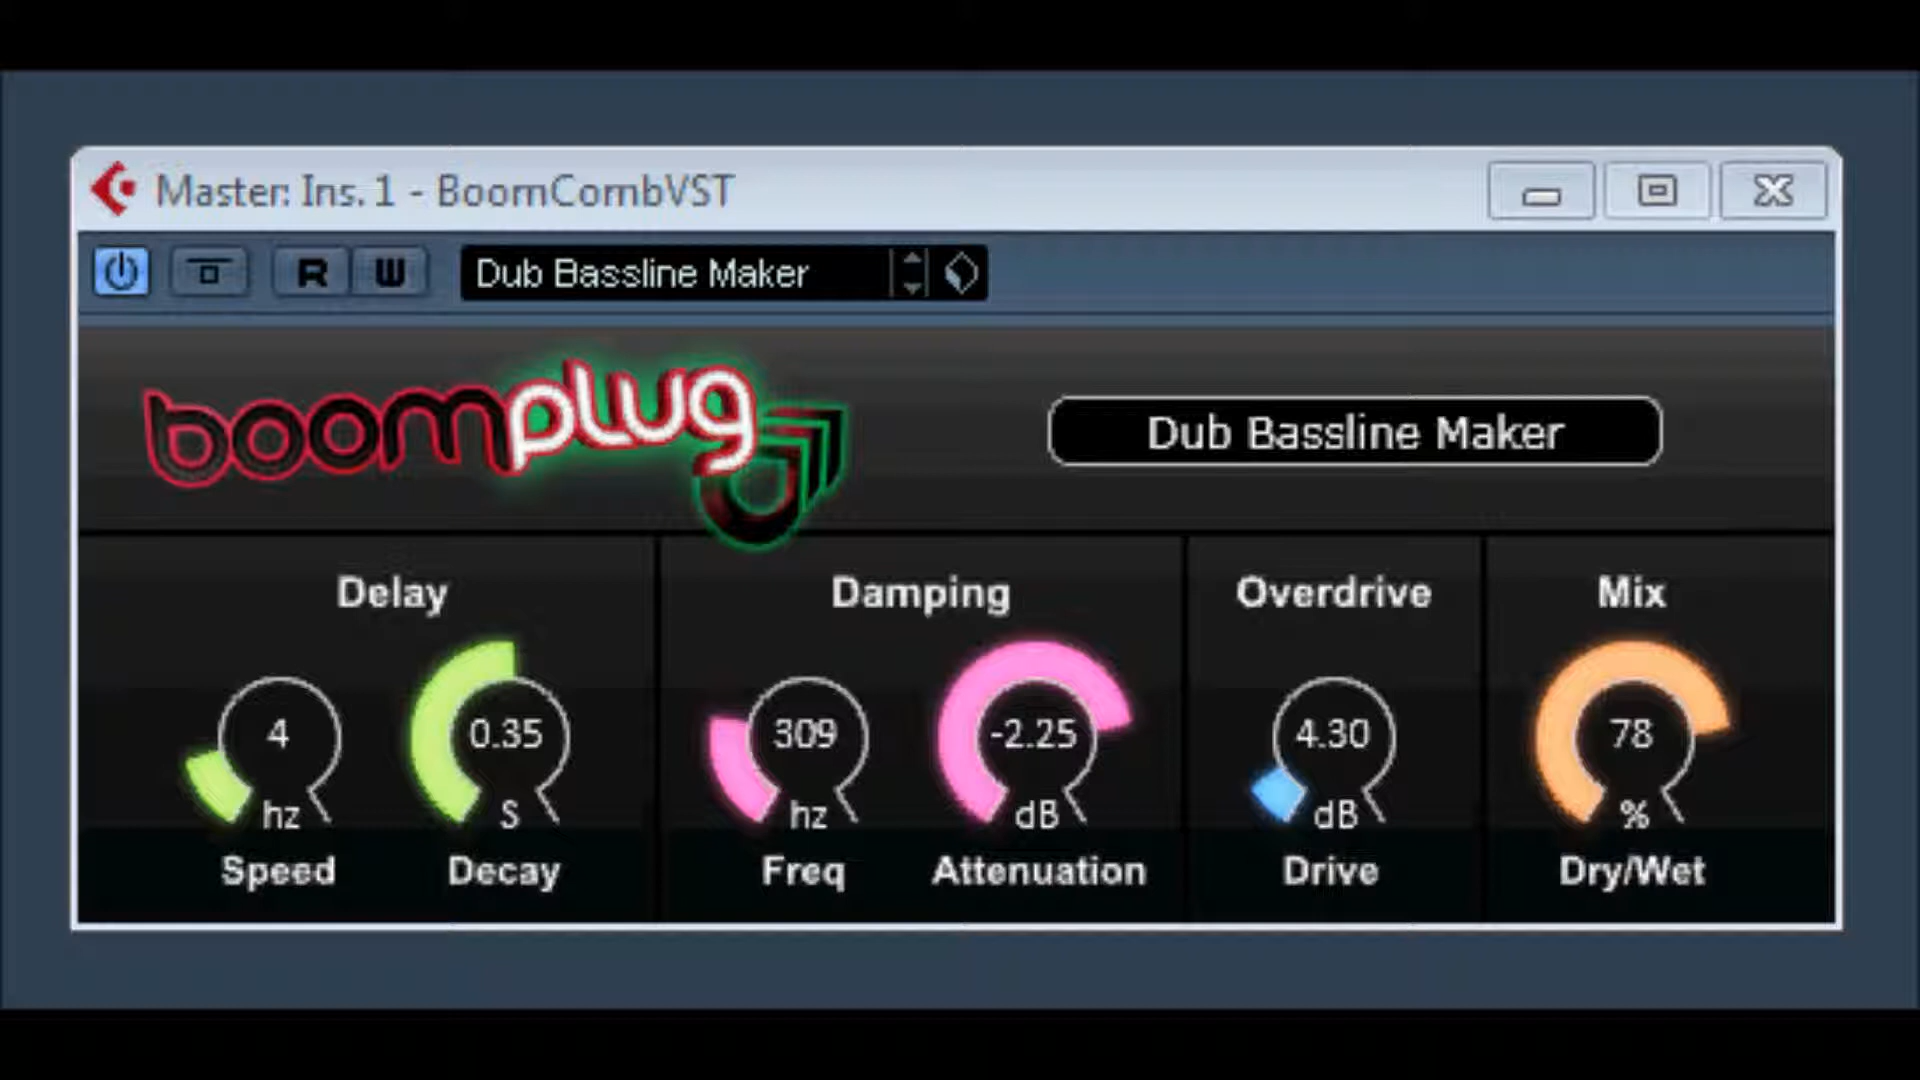 Master: Ins. 1 - BoomCombVST
R W Dub Bassline Maker
boomplug
Dub Bassline Maker
Delay Damping Overdrive Mix
4 0.35 309 -2.25 4.30 78
hz S hz dB dB %
Speed Decay Freq Attenuation Drive Dry/Wet